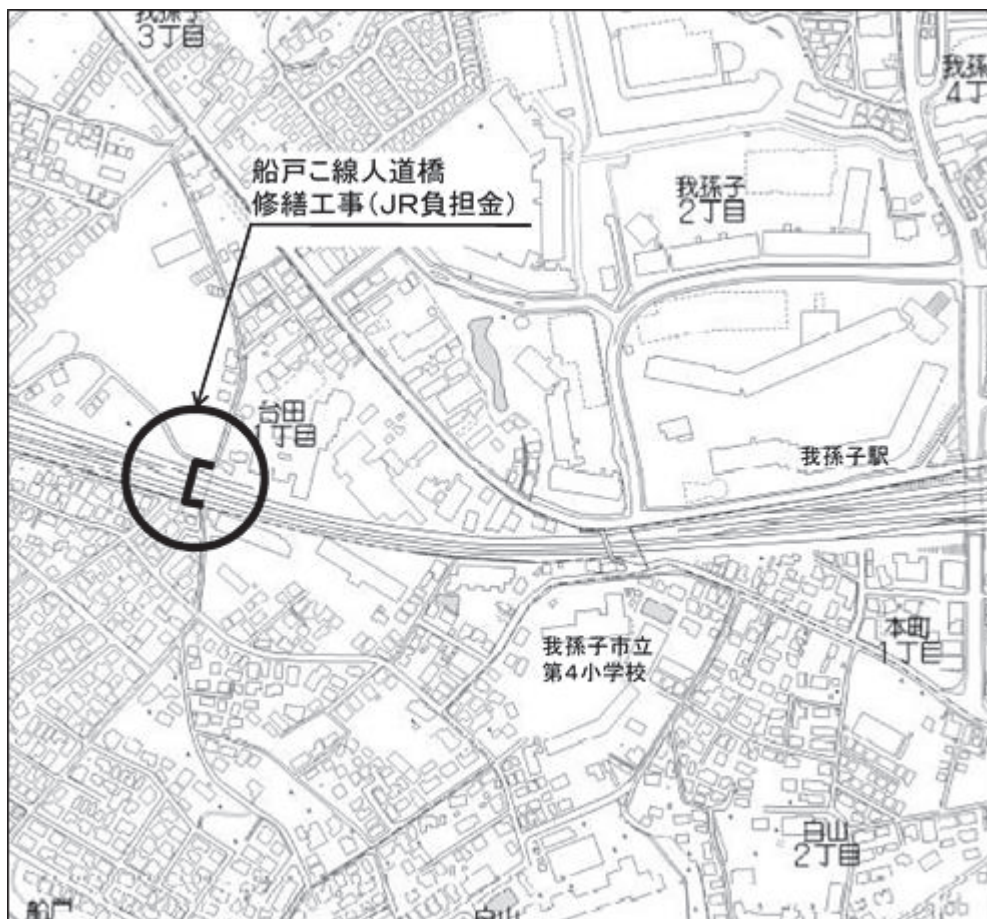 3丁目
我孫
4丁
船戸こ線人道橋
修繕工事(JR負担金)
我孫子
2丁目
台田
1丁目
我孫子駅
我孫子市立
第4小学校
本町
1丁目
白山
2丁目